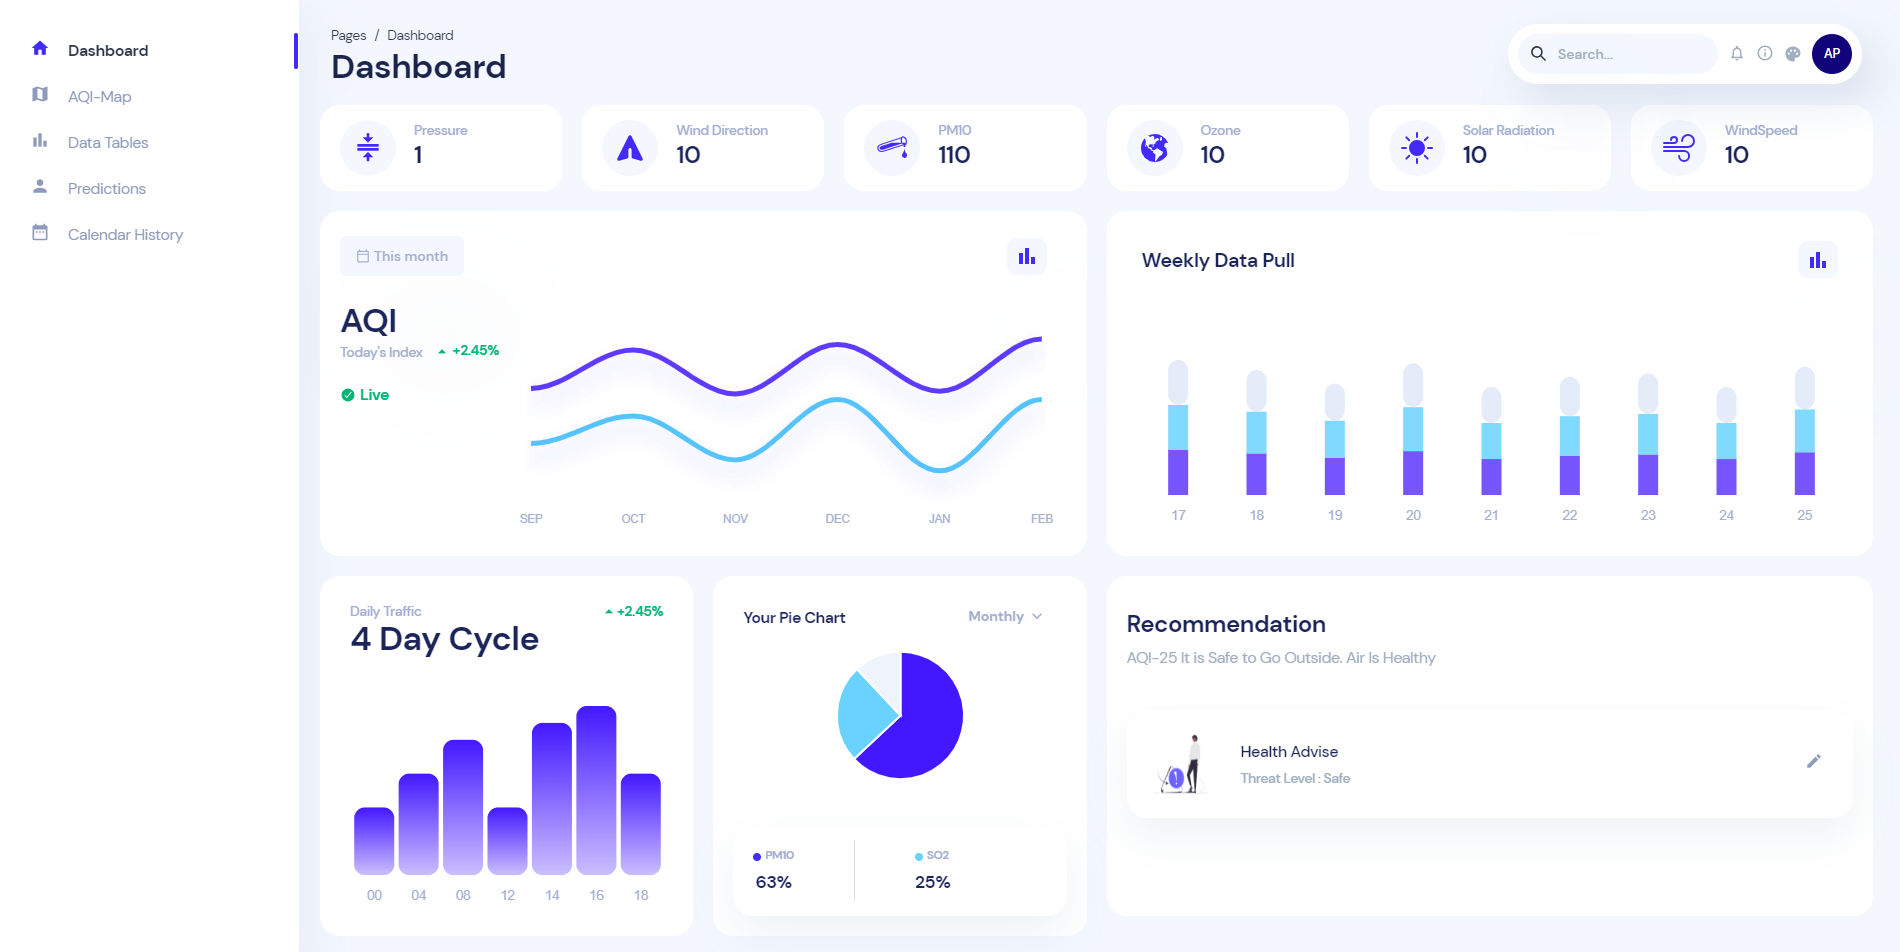 Dashboard
AQI-Map
Data Tables
Predictions
Calendar History
Pages / Dashboard
Dashboard
Search...
AP
Pressure
1
Wind Direction
10
PM10
110
Ozone
10
Solar Radiation
10
WindSpeed
10
This month
AQI
Today's Index +2.45%
Live
SEP OCT NOV DEC JAN FEB
Weekly Data Pull
17 18 19 20 21 22 23 24 25
Daily Traffic +2.45%
4 Day Cycle
00 04 08 12 14 16 18
Your Pie Chart Monthly
PM10
63%
SO2
25%
Recommendation
AQI-25 It is Safe to Go Outside. Air Is Healthy
Health Advise
Threat Level : Safe